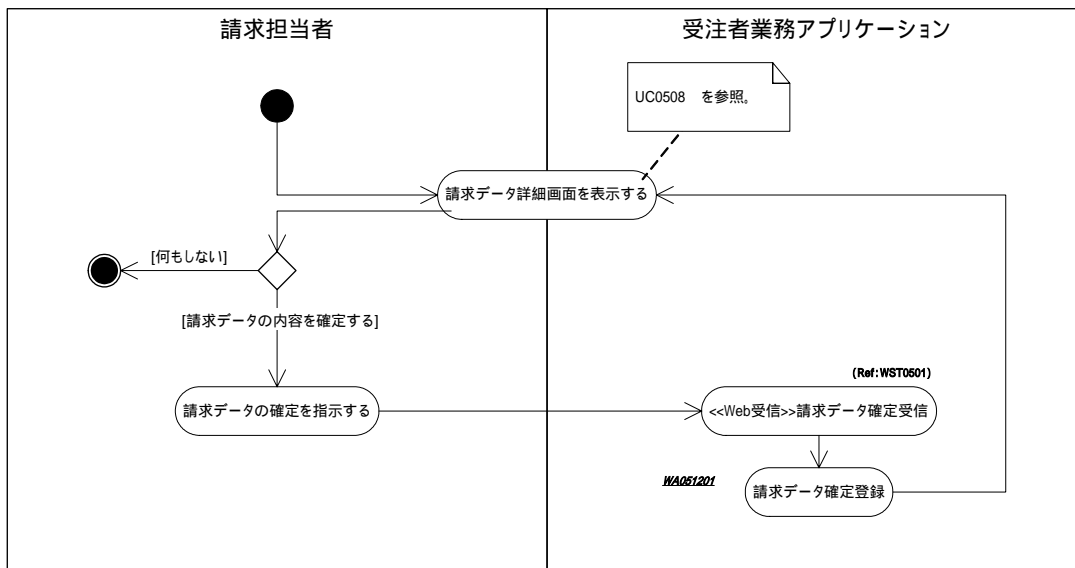 請求担当者
受注者業務アプリケーション
UC0508 を参照。
請求データ詳細画面を表示する
[何もしない]
[請求データの内容を確定する]
(Ref:WST0501)
請求データの確定を指示する
<<Web受信>>請求データ確定受信
WA051201
請求データ確定登録